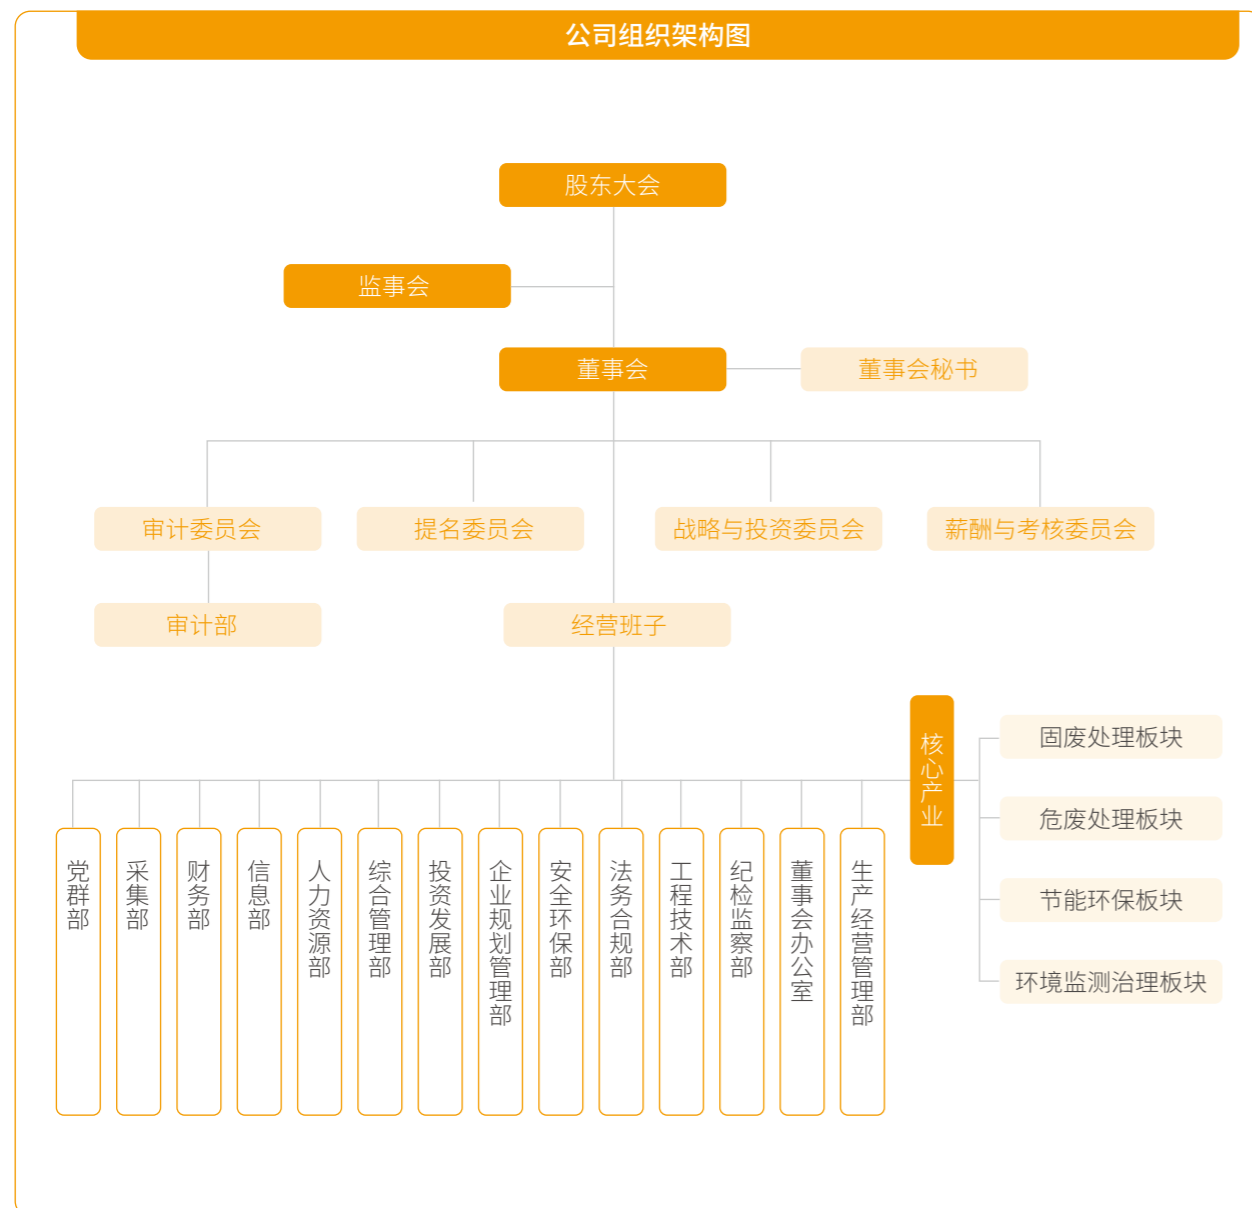 公司组织架构图
股东大会
监事会
董事会
董事会秘书
审计委员会
提名委员会
战略与投资委员会
薪酬与考核委员会
审计部
经营班子
核心产业
固废处理板块
危废处理板块
节能环保板块
环境监测治理板块
党群部
采集部
财务部
信息部
人力资源部
综合管理部
投资发展部
企业规划管理部
安全环保部
法务合规部
工程技术部
纪检监察部
董事会办公室
生产经营管理部